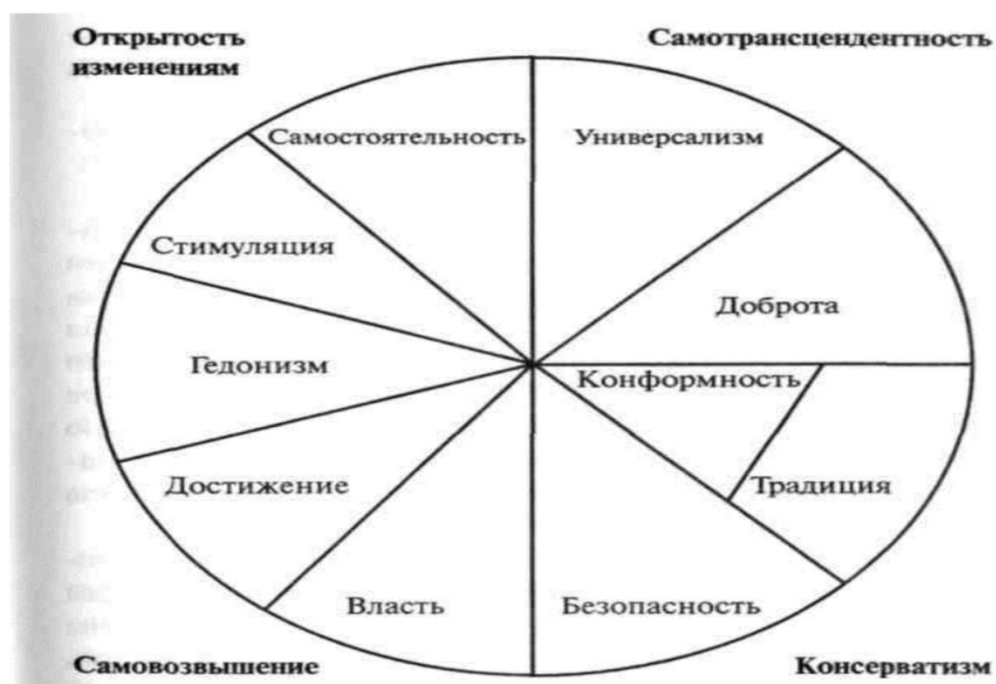 Открытость
изменениям
Самотрансцендентность
Самостоятельность
Универсализм
Стимуляция
Доброта
Гедонизм
Конформность
Достижение
Традиция
Власть
Безопасность
Самовозвышение
Консерватизм